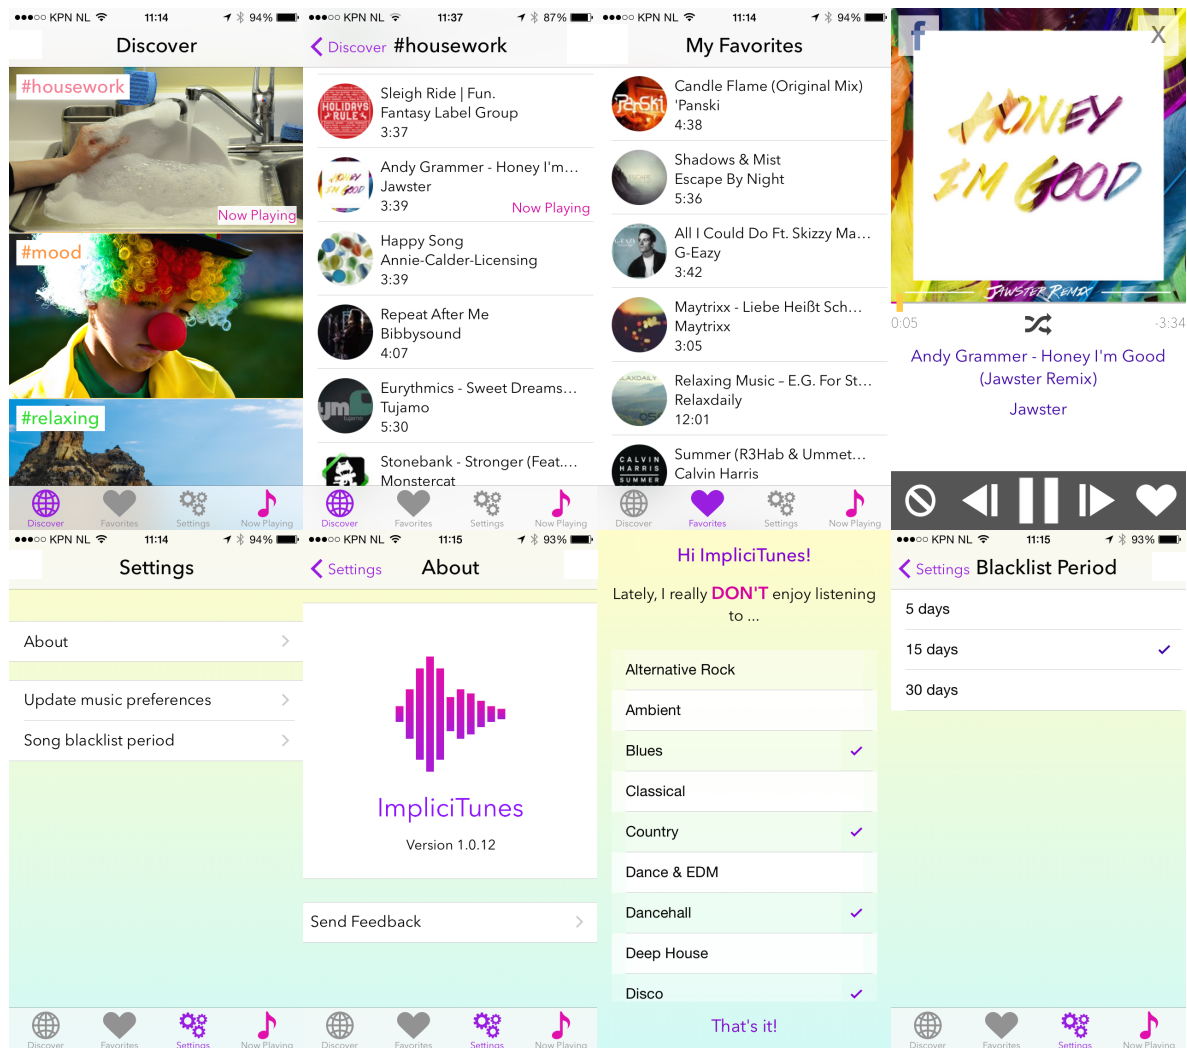 KPN NL 11:14 94%
Discover
#housework
Now Playing
#mood
#relaxing
Discover Favorites Settings Now Playing
KPN NL 11:37 87%
Discover #housework
Sleigh Ride | Fun.
Fantasy Label Group
3:37
HOLIDAYS
RULE
Andy Grammer - Honey I'm...
Jawster
3:39
Now Playing
HONEY
I'M GOOD
Happy Song
Annie-Calder-Licensing
3:39
Repeat After Me
Bibbysound
4:07
Eurythmics - Sweet Dreams...
Tujamo
5:30
tujamo
Stonebank - Stronger (Feat....
Monstercat
Discover Favorites Settings Now Playing
KPN NL 11:14 94%
My Favorites
Candle Flame (Original Mix)
'Panski
4:38
Panski
Shadows & Mist
Escape By Night
5:36
ESCAPE
All I Could Do Ft. Skizzy Ma...
G-Eazy
3:42
G-EAZY
Maytrixx - Liebe Heißt Sch...
Maytrixx
3:05
Relaxing Music – E.G. For St...
Relaxdaily
12:01
Summer (R3Hab & Ummet...
Calvin Harris
CALVIN
HARRIS
SUMMER
Discover Favorites Settings Now Playing
f X
HONEY
I'M GOOD
JAWSTER REMIX
0:05 -3:34
Andy Grammer - Honey I'm Good
(Jawster Remix)
Jawster
KPN NL 11:14 94%
Settings
About
Update music preferences
Song blacklist period
Discover Favorites Settings Now Playing
KPN NL 11:15 93%
Settings About
ImpliciTunes
Version 1.0.12
Send Feedback
Discover Favorites Settings Now Playing
Hi ImpliciTunes!
Lately, I really DON'T enjoy listening
to ...
Alternative Rock
Ambient
Blues
Classical
Country
Dance & EDM
Dancehall
Deep House
Disco
That's it!
KPN NL 11:15 93%
Settings Blacklist Period
5 days
15 days
30 days
Discover Favorites Settings Now Playing